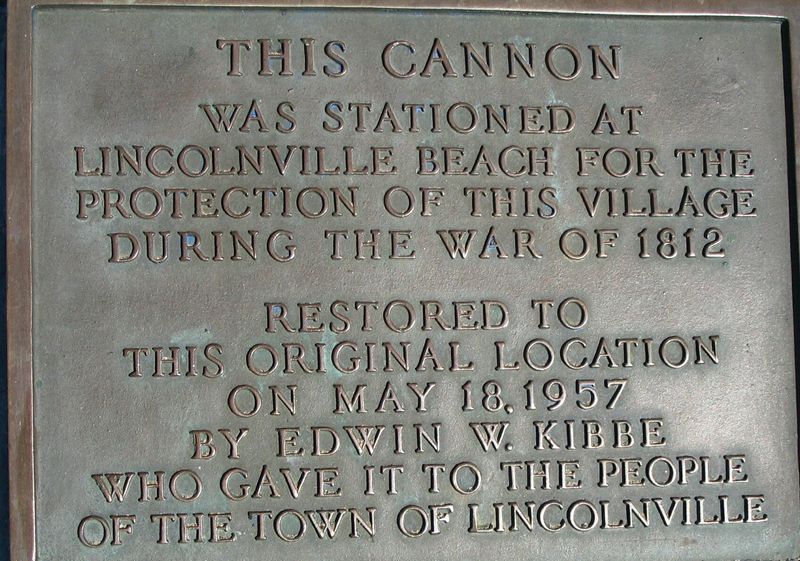 THIS CANNON
WAS STATIONED AT
LINCOLNVILLE BEACH FOR THE
PROTECTION OF THIS VILLAGE
DURING THE WAR OF 1812
RESTORED TO
THIS ORIGINAL LOCATION
ON MAY 18, 1957
BY EDWIN W. KIBBE
WHO GAVE IT TO THE PEOPLE
OF THE TOWN OF LINCOLNVILLE